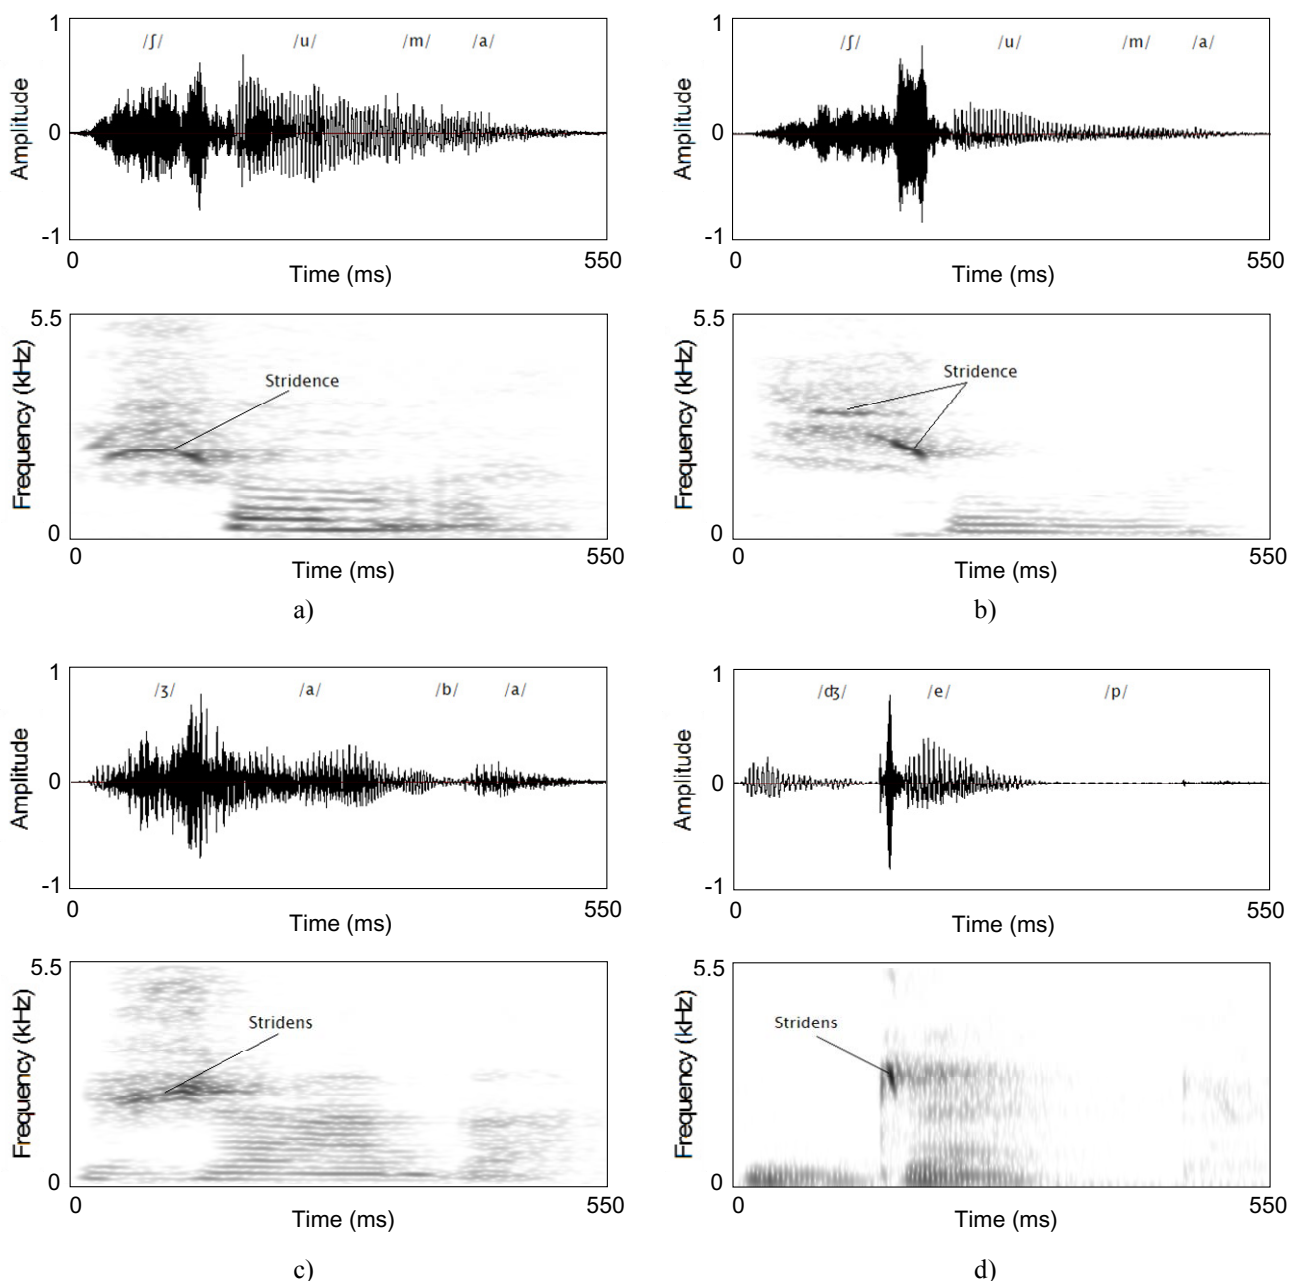 1
/ʃ/ /u/ /m/ /a/
Amplitude
0
-1
0
550
Time (ms)
5.5
Frequency (kHz)
Stridence
0
0
550
Time (ms)
a)
1
/ʃ/ /u/ /m/ /a/
Amplitude
0
-1
0
550
Time (ms)
5.5
Frequency (kHz)
Stridence
0
0
550
Time (ms)
b)
1
/ʒ/ /a/ /b/ /a/
Amplitude
0
-1
0
550
Time (ms)
5.5
Frequency (kHz)
Stridens
0
0
550
Time (ms)
c)
1
/ʤ/ /e/ /p/
Amplitude
0
-1
0
550
Time (ms)
5.5
Frequency (kHz)
Stridens
0
0
550
Time (ms)
d)